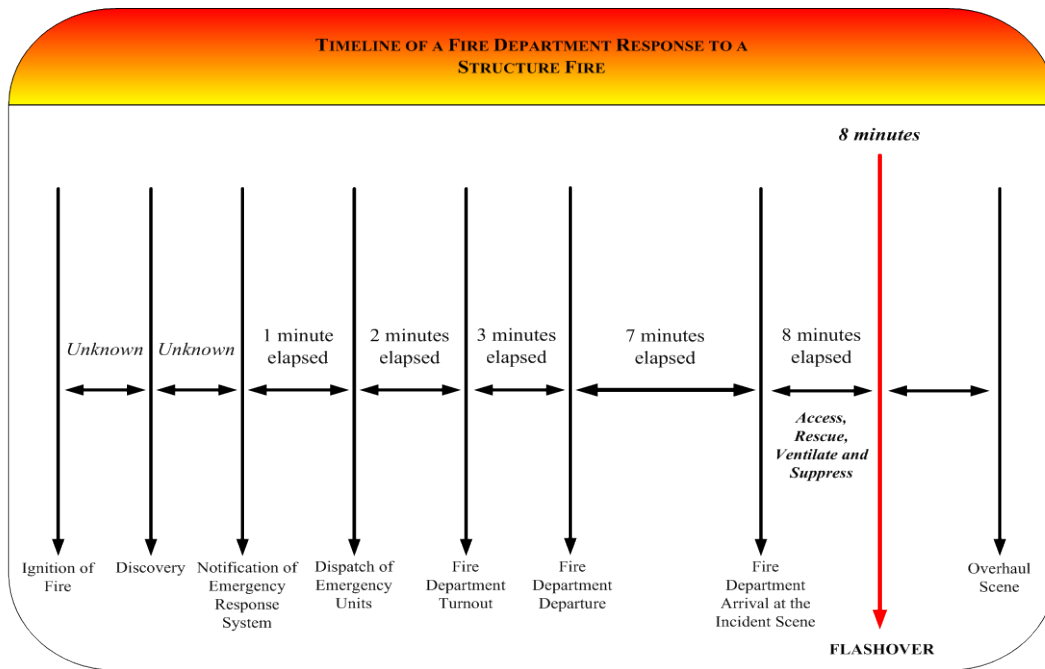 TIMELINE OF A FIRE DEPARTMENT RESPONSE TO A
STRUCTURE FIRE
8 minutes
Unknown
Unknown
1 minute
elapsed
2 minutes
elapsed
3 minutes
elapsed
7 minutes
elapsed
8 minutes
elapsed
Access,
Rescue,
Ventilate and
Suppress
Ignition of
Fire
Discovery
Notification of
Emergency
Response
System
Dispatch of
Emergency
Units
Fire
Department
Turnout
Fire
Department
Departure
Fire
Department
Arrival at the
Incident Scene
Overhaul
Scene
FLASHOVER